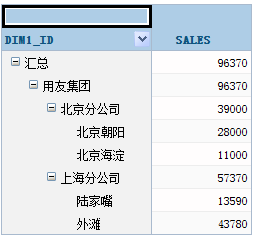 DIM1_ID SALES
汇总 96370
用友集团 96370
北京分公司 39000
北京朝阳 28000
北京海淀 11000
上海分公司 57370
陆家嘴 13590
外滩 43780